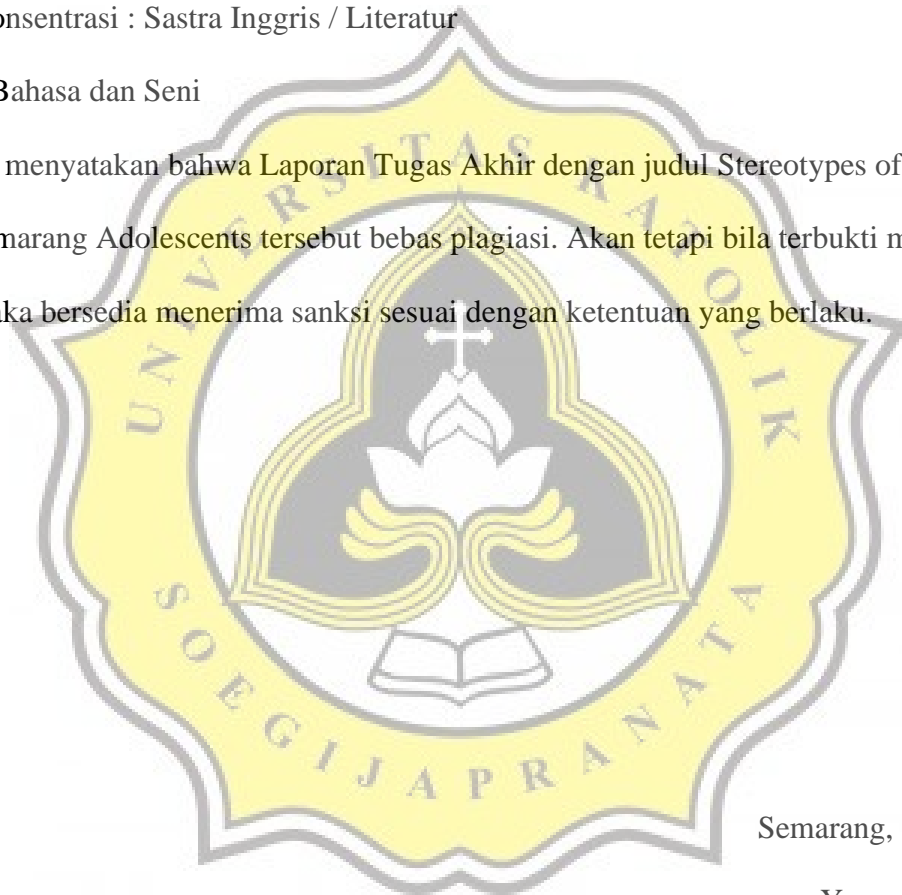 onsentrasi : Sastra Inggris / Literatur
Bahasa dan Seni
menyatakan bahwa Laporan Tugas Akhir dengan judul Stereotypes of
marang Adolescents tersebut bebas plagiasi. Akan tetapi bila terbukti m
aka bersedia menerima sanksi sesuai dengan ketentuan yang berlaku.
UNIVERSITAS KATOLIK
SOEGIJAPRANATA
Semarang,